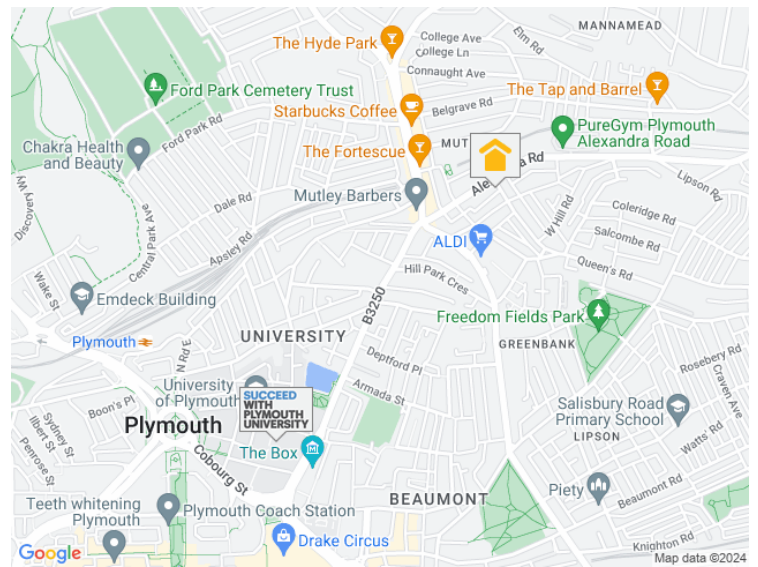 MANNAMEAD
College Ave
College Ln
Elm Rd
The Hyde Park
Connaught Ave
Ford Park Cemetery Trust
The Tap and Barrel
Starbucks Coffee
Belgrave Rd
Ford Park Rd
PureGym Plymouth
Alexandra Road
Chakra Health
and Beauty
The Fortescue
MUT
Rd
Lipson Rd
Discovery Wy
Mutley Barbers
Dale Rd
Central Park Ave
Apsley Rd
W Hill Rd
Coleridge Rd
Salcombe Rd
ALDI
Queen's Rd
Hill Park Cres
Wake St
Emdeck Building
B3250
Freedom Fields Park
UNIVERSITY
Plymouth
N Rd E
GREENBANK
Deptford Pl
Rosebery Rd
University
of Plymouth
Armada St
Craven Ave
SUCCEED
WITH
PLYMOUTH
UNIVERSITY
Boon's Pl
Salisbury Road
Primary School
Sydney St
Ilbert St
Penrose St
Plymouth
LIPSON
Watts' Rd
The Box
Cobourg St
BEAUMONT
Piety
Beaumont Rd
Teeth whitening
Plymouth
Plymouth Coach Station
Drake Circus
Knighton Rd
Google
Map data ©2024